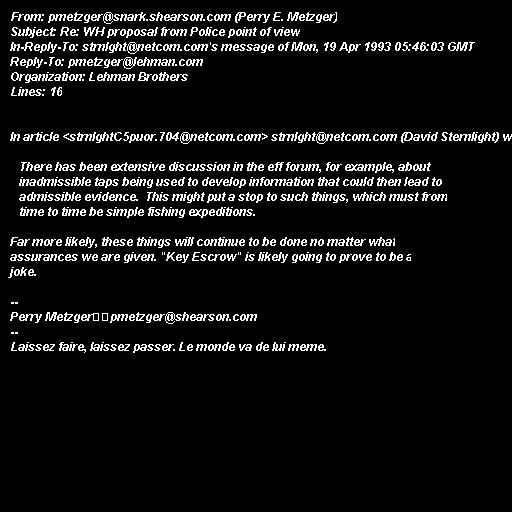 From: pmetzger@snark.shearson.com (Perry E. Metzger)
Subject: Re: WH proposal from Police point of view
In-Reply-To: strnlght@netcom.com's message of Mon, 19 Apr 1993 05:46:03 GMT
Reply-To: pmetzger@lehman.com
Organization: Lehman Brothers
Lines: 16
In article <strnlghtC5puor.704@netcom.com> strnlght@netcom.com (David Sternlight) w
There has been extensive discussion in the eff forum, for example, about
inadmissible taps being used to develop information that could then lead to
admissible evidence.  This might put a stop to such things, which must from
time to time be simple fishing expeditions.
Far more likely, these things will continue to be done no matter what
assurances we are given. "Key Escrow" is likely going to prove to be a
joke.
--
Perry Metzger□□pmetzger@shearson.com
--
Laissez faire, laissez passer. Le monde va de lui meme.